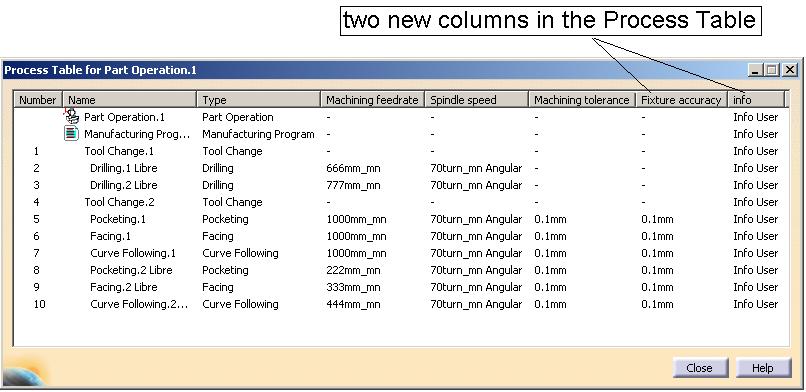 two new columns in the Process Table
Process Table for Part Operation.1
Number Name Type Machining feedrate Spindle speed Machining tolerance Fixture accuracy info
Part Operation.1 Part Operation - - - - Info User
Manufacturing Prog... Manufacturing Program - - - - Info User
1 Tool Change.1 Tool Change - - - - Info User
2 Drilling.1 Libre Drilling 666mm_mn 70turn_mn Angular - - Info User
3 Drilling.2 Libre Drilling 777mm_mn 70turn_mn Angular - - Info User
4 Tool Change.2 Tool Change - - - - Info User
5 Pocketing.1 Pocketing 1000mm_mn 70turn_mn Angular 0.1mm 0.1mm Info User
6 Facing.1 Facing 1000mm_mn 70turn_mn Angular 0.1mm 0.1mm Info User
7 Curve Following.1 Curve Following 1000mm_mn 70turn_mn Angular 0.1mm 0.1mm Info User
8 Pocketing.2 Libre Pocketing 222mm_mn 70turn_mn Angular 0.1mm 0.1mm Info User
9 Facing.2 Libre Facing 333mm_mn 70turn_mn Angular 0.1mm 0.1mm Info User
10 Curve Following.2... Curve Following 444mm_mn 70turn_mn Angular 0.1mm 0.1mm Info User
Close Help